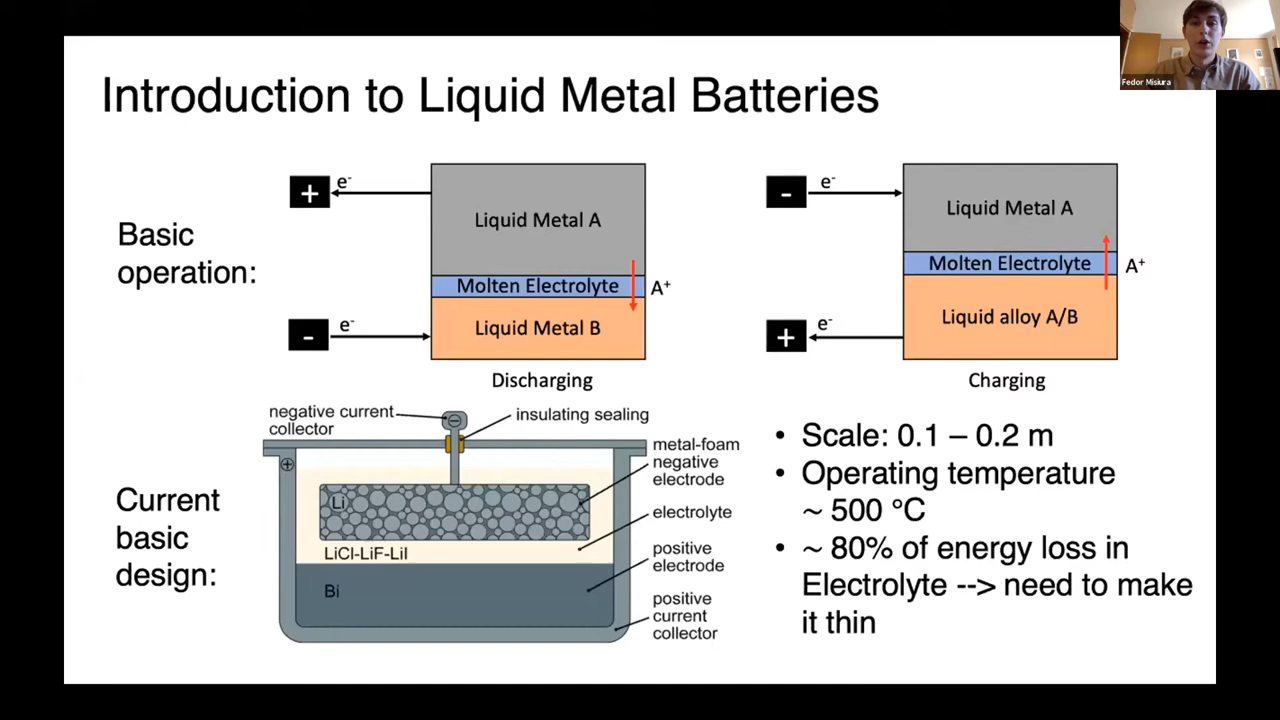 Fedor Misiura
Introduction to Liquid Metal Batteries
Basic
operation:
+
e-
Liquid Metal A
Molten Electrolyte
A+
-
e-
Liquid Metal B
Discharging
-
e-
Liquid Metal A
Molten Electrolyte
A+
+
e-
Liquid alloy A/B
Charging
Current
basic
design:
negative current
collector
insulating sealing
metal-foam
negative
electrode
Li
electrolyte
LiCl-LiF-LiI
positive
electrode
Bi
positive
current
collector
• Scale: 0.1 – 0.2 m
• Operating temperature
~ 500 °C
• ~ 80% of energy loss in
Electrolyte --> need to make
it thin